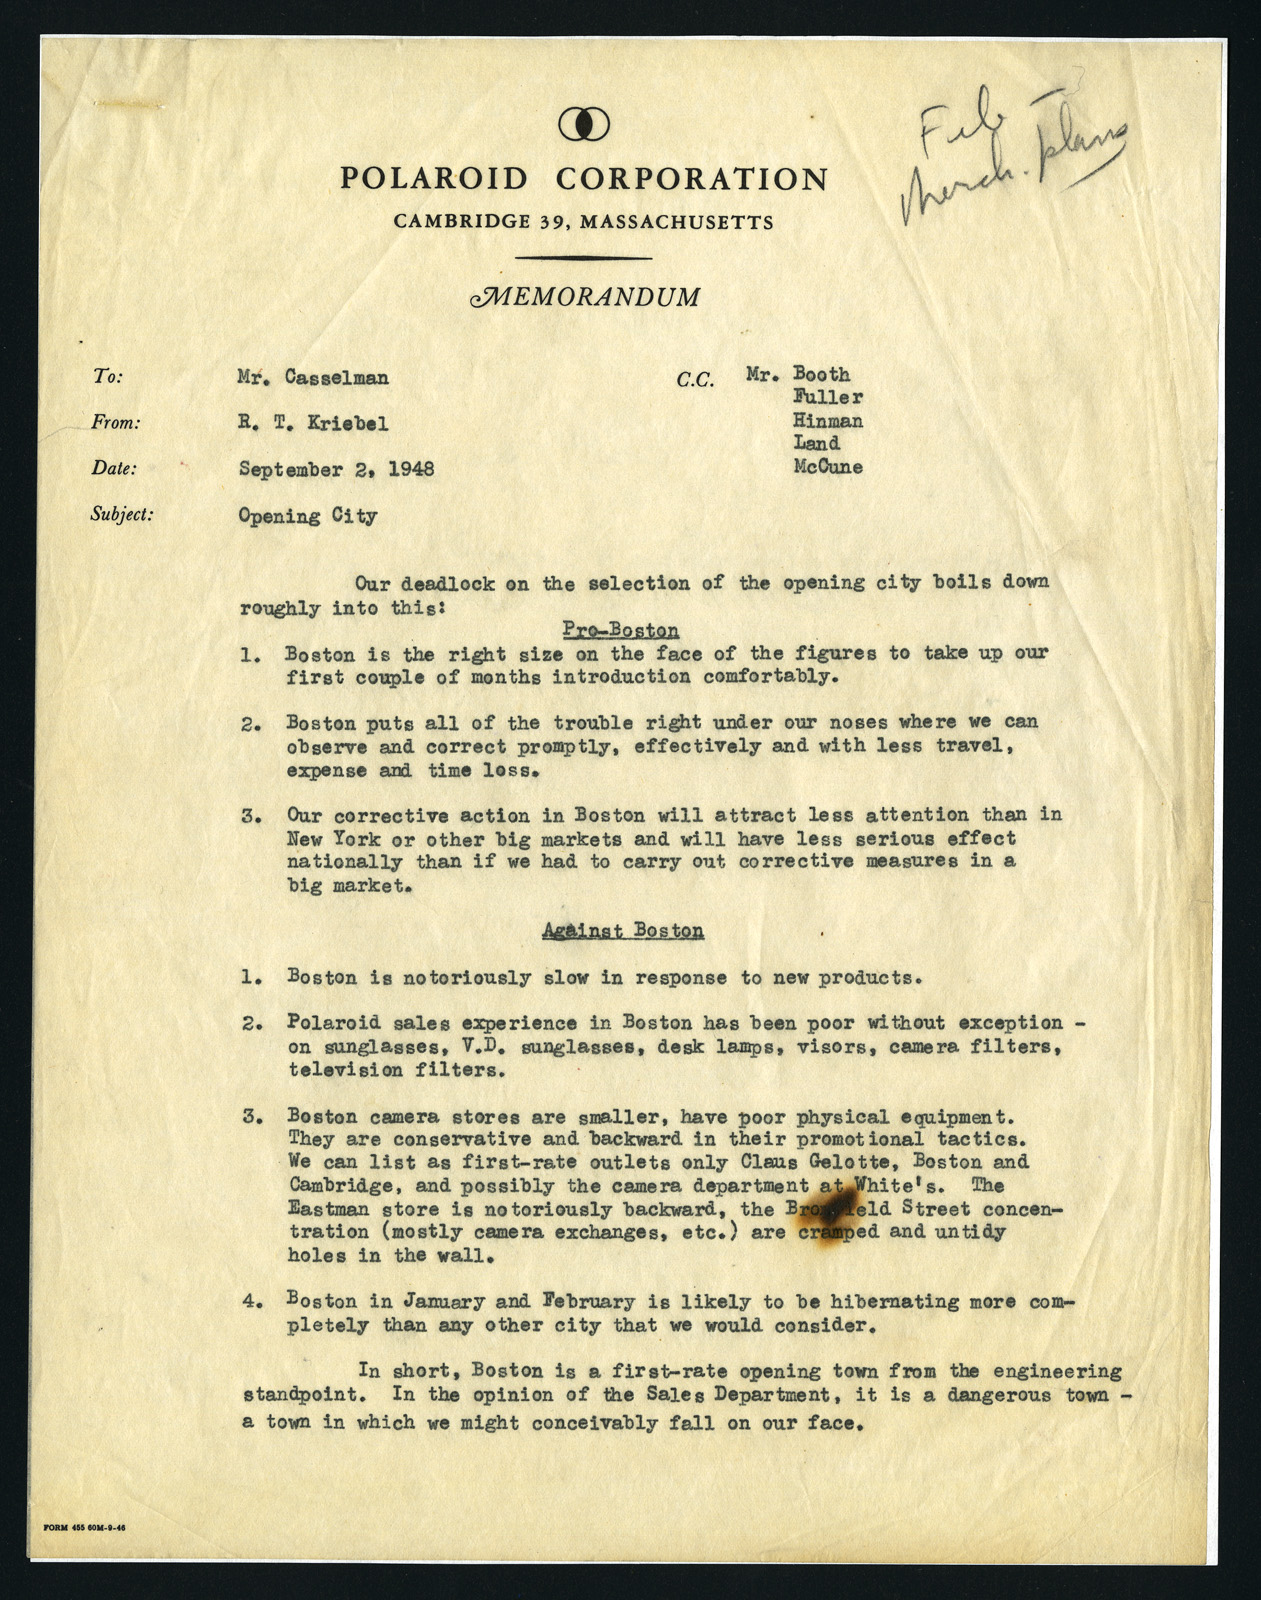 File —
Merch. plans
POLAROID CORPORATION
CAMBRIDGE 39, MASSACHUSETTS
MEMORANDUM
To: Mr. Casselman
C.C. Mr. Booth
Fuller
From: R. T. Kriebel
Hinman
Land
Date: September 2, 1948
McCune
Subject: Opening City
Our deadlock on the selection of the opening city boils down
roughly into this:
Pro-Boston
1. Boston is the right size on the face of the figures to take up our
first couple of months introduction comfortably.
2. Boston puts all of the trouble right under our noses where we can
observe and correct promptly, effectively and with less travel,
expense and time loss.
3. Our corrective action in Boston will attract less attention than in
New York or other big markets and will have less serious effect
nationally than if we had to carry out corrective measures in a
big market.
Against Boston
1. Boston is notoriously slow in response to new products.
2. Polaroid sales experience in Boston has been poor without exception -
on sunglasses, V.D. sunglasses, desk lamps, visors, camera filters,
television filters.
3. Boston camera stores are smaller, have poor physical equipment.
They are conservative and backward in their promotional tactics.
We can list as first-rate outlets only Claus Gelotte, Boston and
Cambridge, and possibly the camera department at White's. The
Eastman store is notoriously backward, the Street concen-
tration (mostly camera exchanges, etc.) are cramped and untidy
holes in the wall.
4. Boston in January and February is likely to be hibernating more com-
pletely than any other city that we would consider.
In short, Boston is a first-rate opening town from the engineering
standpoint. In the opinion of the Sales Department, it is a dangerous town -
a town in which we might conceivably fall on our face.
FORM 455 60M-9-46